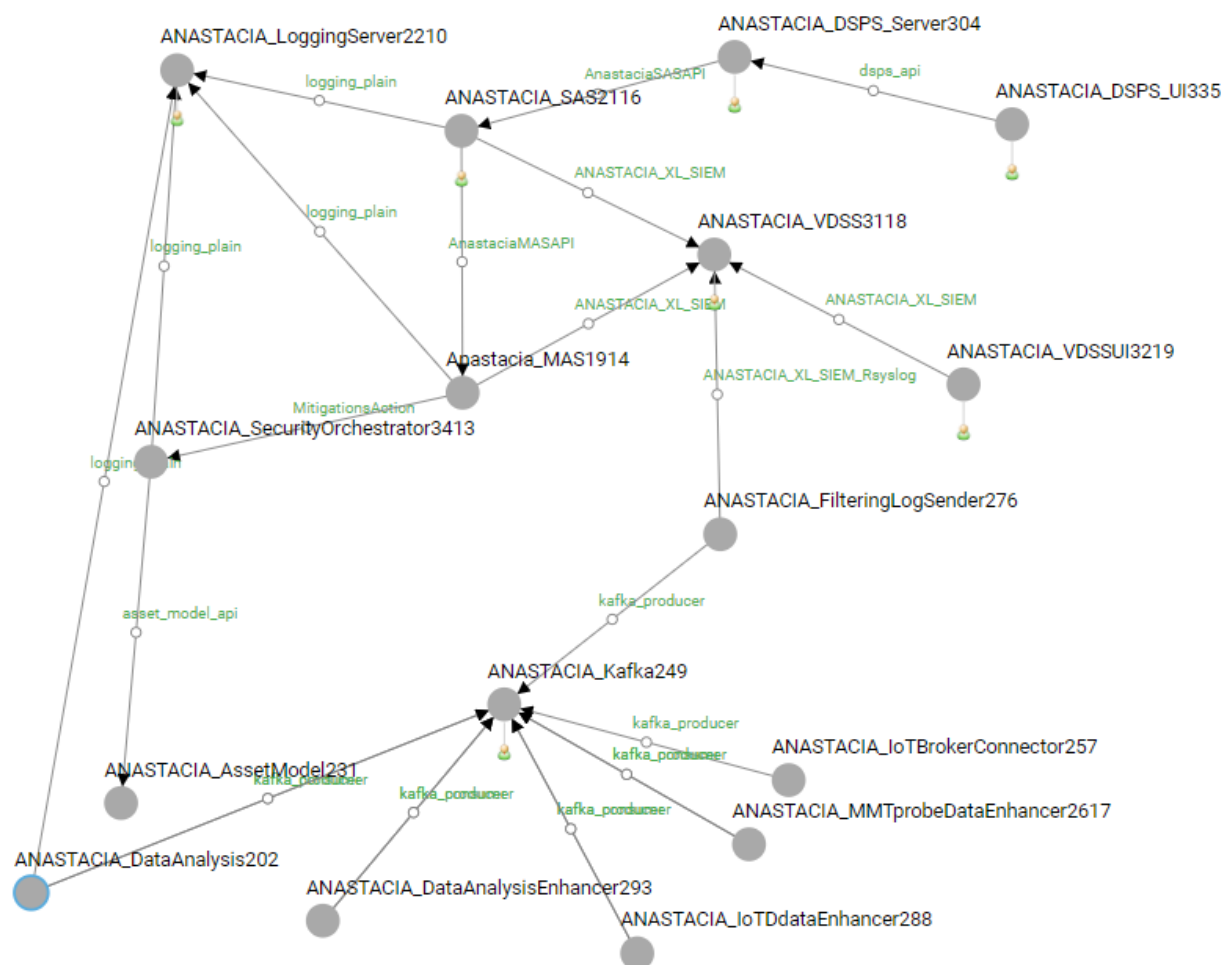 ANASTACIA_DSPS_Server304
ANASTACIA_LoggingServer2210
dsps_api
AnastaciaSASAPI
logging_plain
ANASTACIA_DSPS_UI335
ANASTACIA_SAS2116
ANASTACIA_XL_SIEM
logging_plain
ANASTACIA_VDSS3118
logging_plain
AnastaciaMASAPI
ANASTACIA_XL_SIEM
ANASTACIA_XL_SIEM
Anastacia_MAS1914
ANASTACIA_VDSSUI3219
ANASTACIA_XL_SIEM_Rsyslog
MitigationsAction
ANASTACIA_SecurityOrchestrator3413
logging_plain
ANASTACIA_FilteringLogSender276
kafka_producer
asset_model_api
ANASTACIA_Kafka249
kafka_producer
ANASTACIA_IoTBrokerConnector257
ANASTACIA_AssetModel231
ANASTACIA_MMTprobeDataEnhancer2617
ANASTACIA_DataAnalysis202
ANASTACIA_DataAnalysisEnhancer293
ANASTACIA_IoTDdataEnhancer288